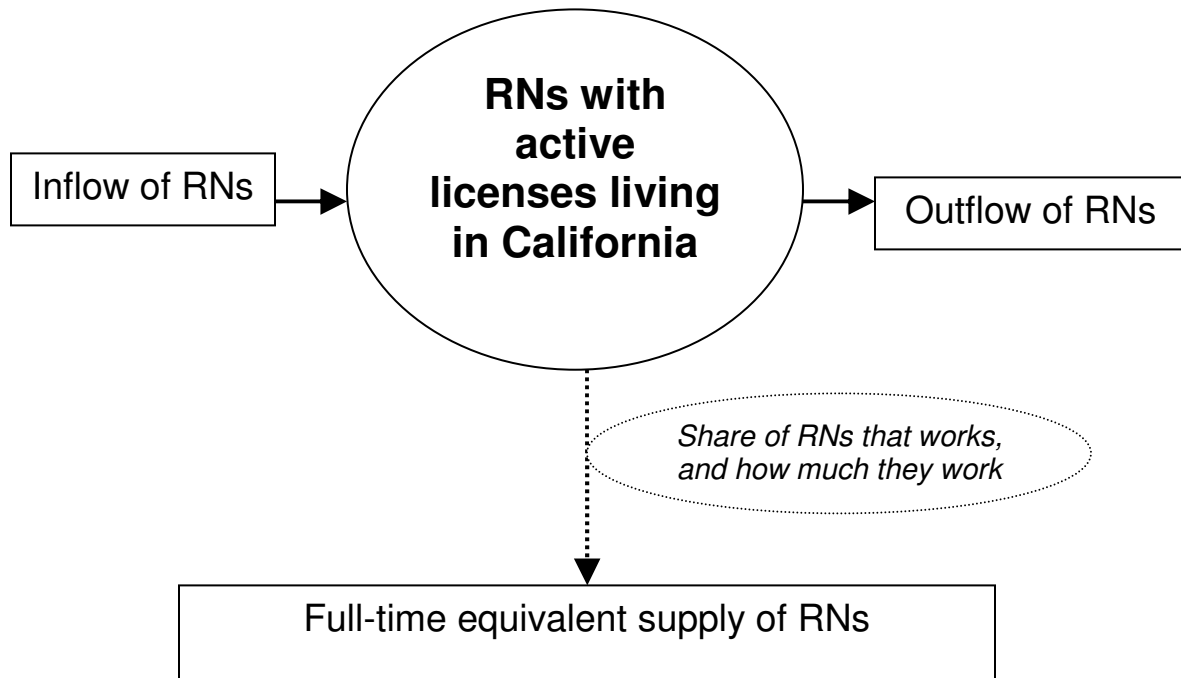 RNs with
active
licenses living
in California
Inflow of RNs
Outflow of RNs
Share of RNs that works,
and how much they work
Full-time equivalent supply of RNs